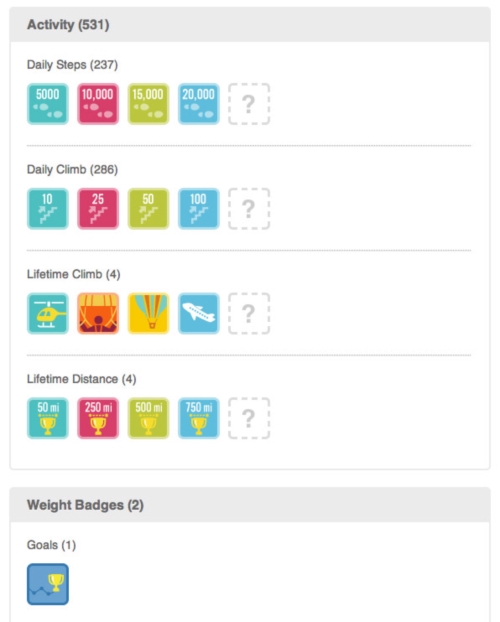 Activity (531)
Daily Steps (237)
5000 10,000 15,000 20,000 ?
Daily Climb (286)
10 25 50 100 ?
Lifetime Climb (4)
?
Lifetime Distance (4)
50 mi 250 mi 500 mi 750 mi ?
Weight Badges (2)
Goals (1)